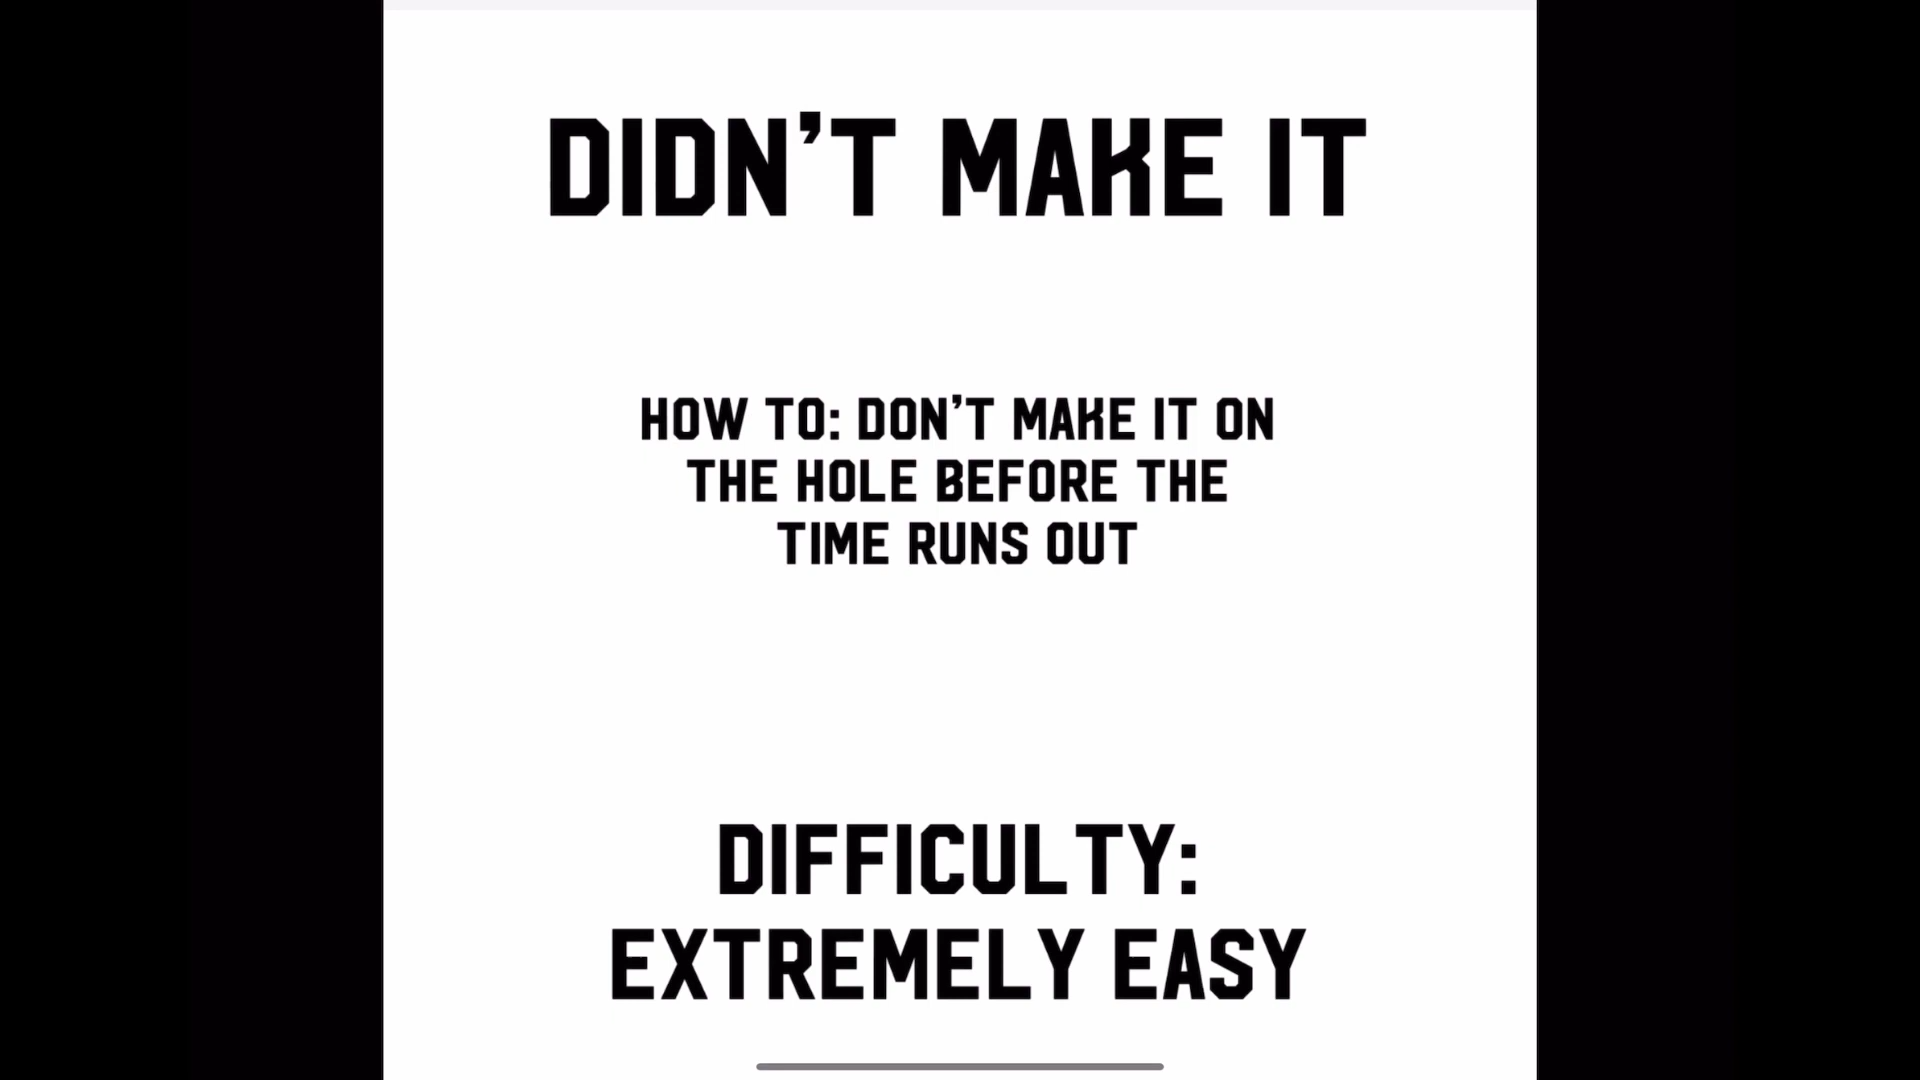 DIDN'T MAKE IT
HOW TO: DON'T MAKE IT ON
THE HOLE BEFORE THE
TIME RUNS OUT
DIFFICULTY:
EXTREMELY EASY